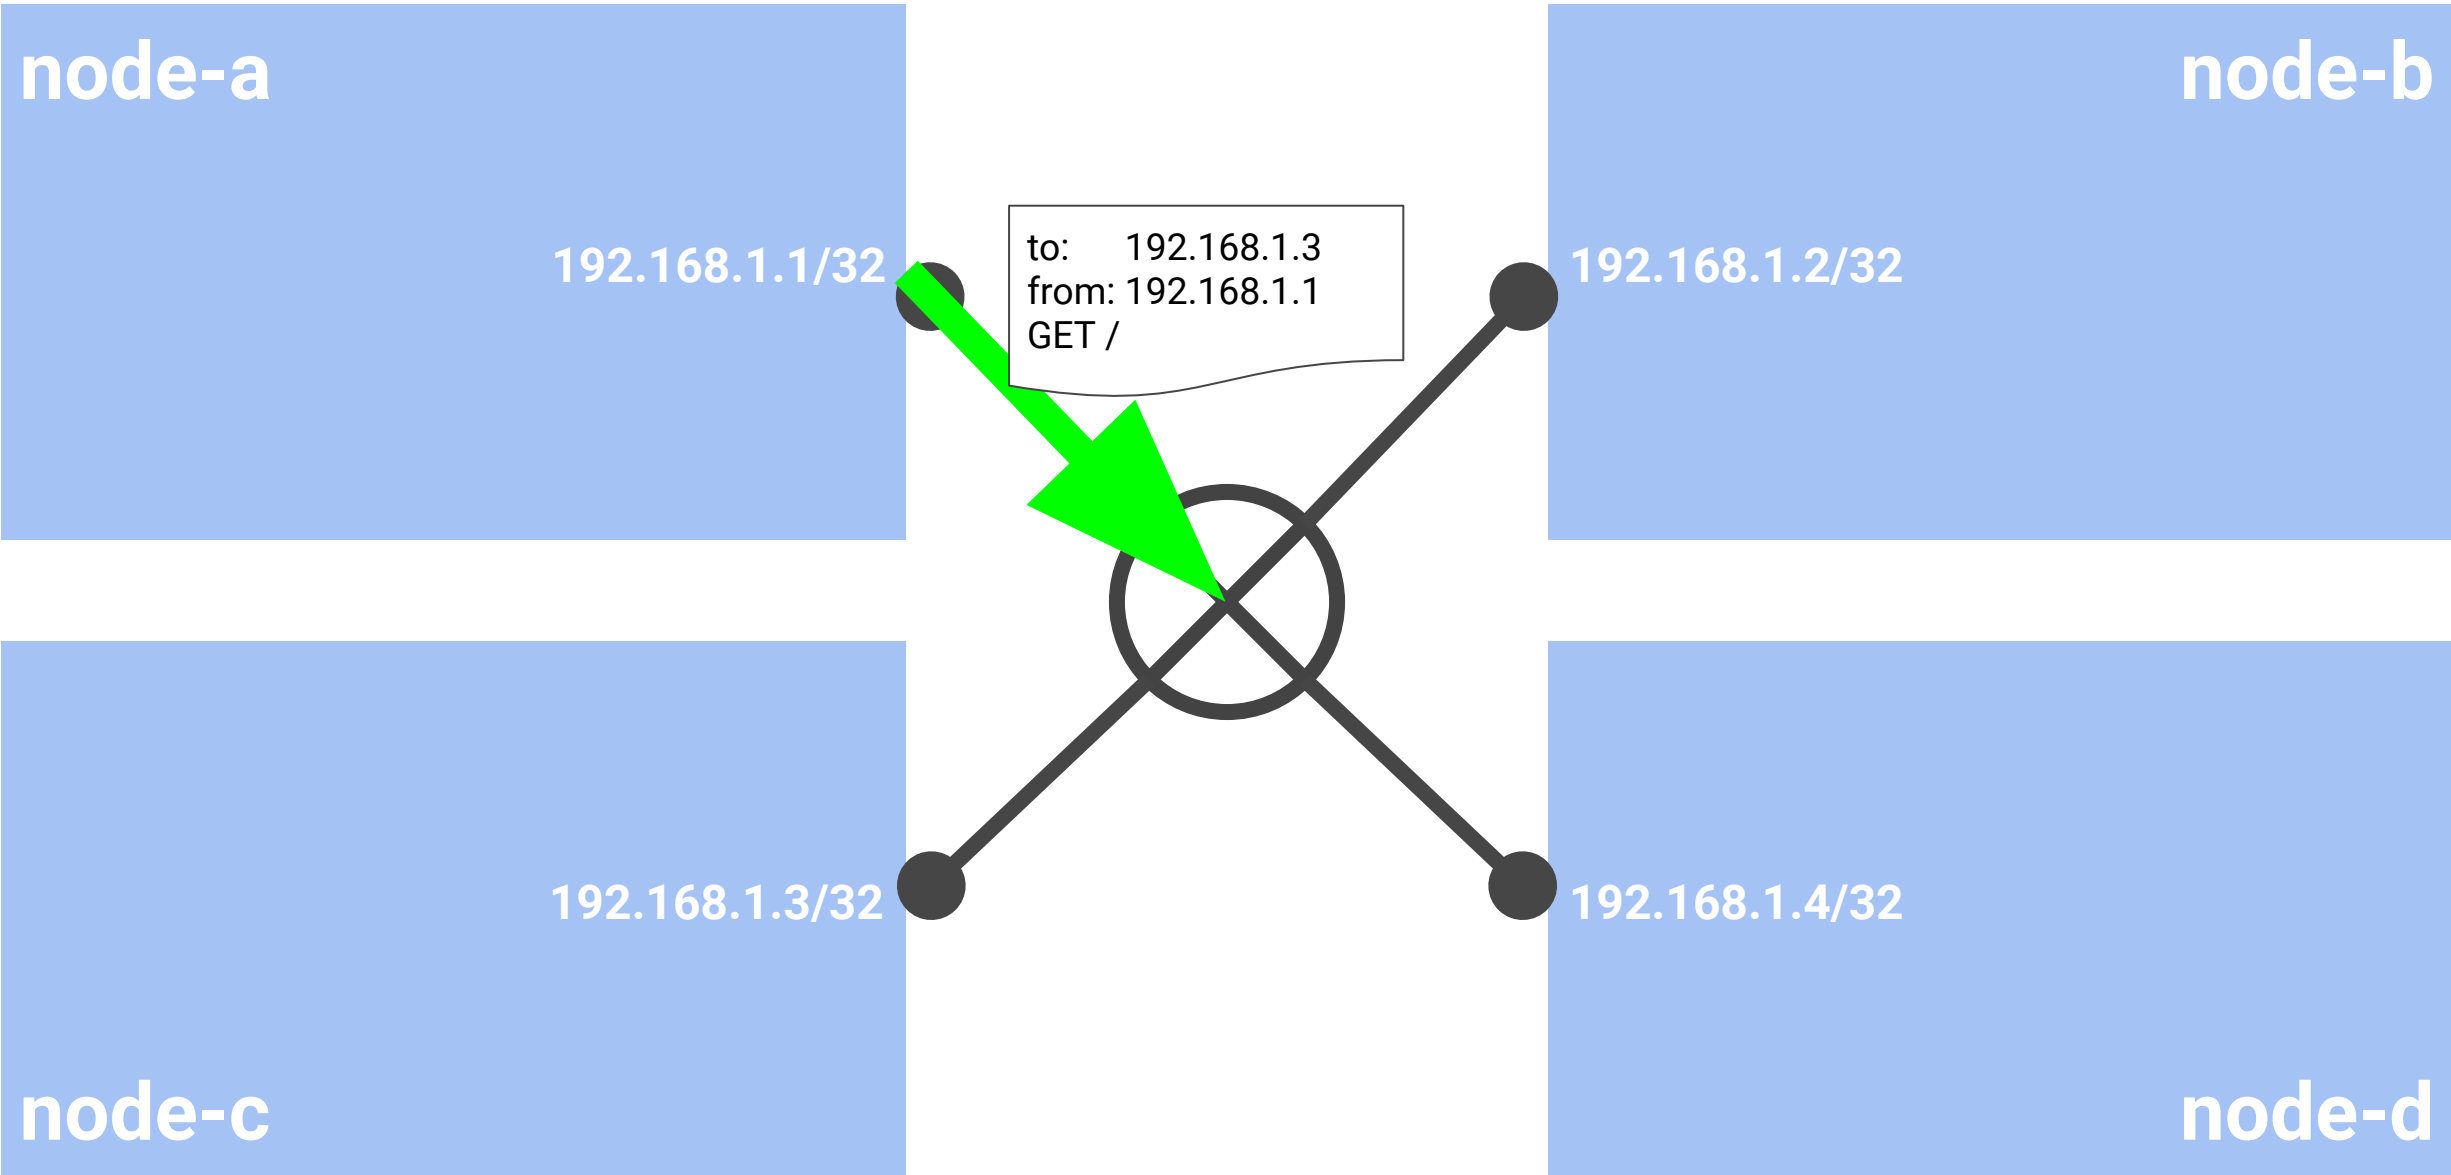 node-a
node-b
192.168.1.1/32
to: 192.168.1.3
from: 192.168.1.1
GET /
192.168.1.2/32
192.168.1.3/32
192.168.1.4/32
node-c
node-d